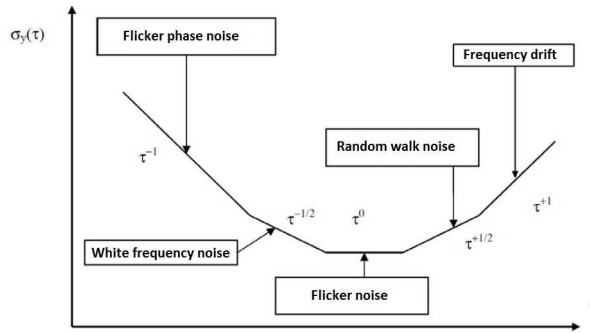 σy(τ)
Flicker phase noise
Frequency drift
Random walk noise
τ−1
τ−1/2
τ0
τ+1
τ+1/2
White frequency noise
Flicker noise